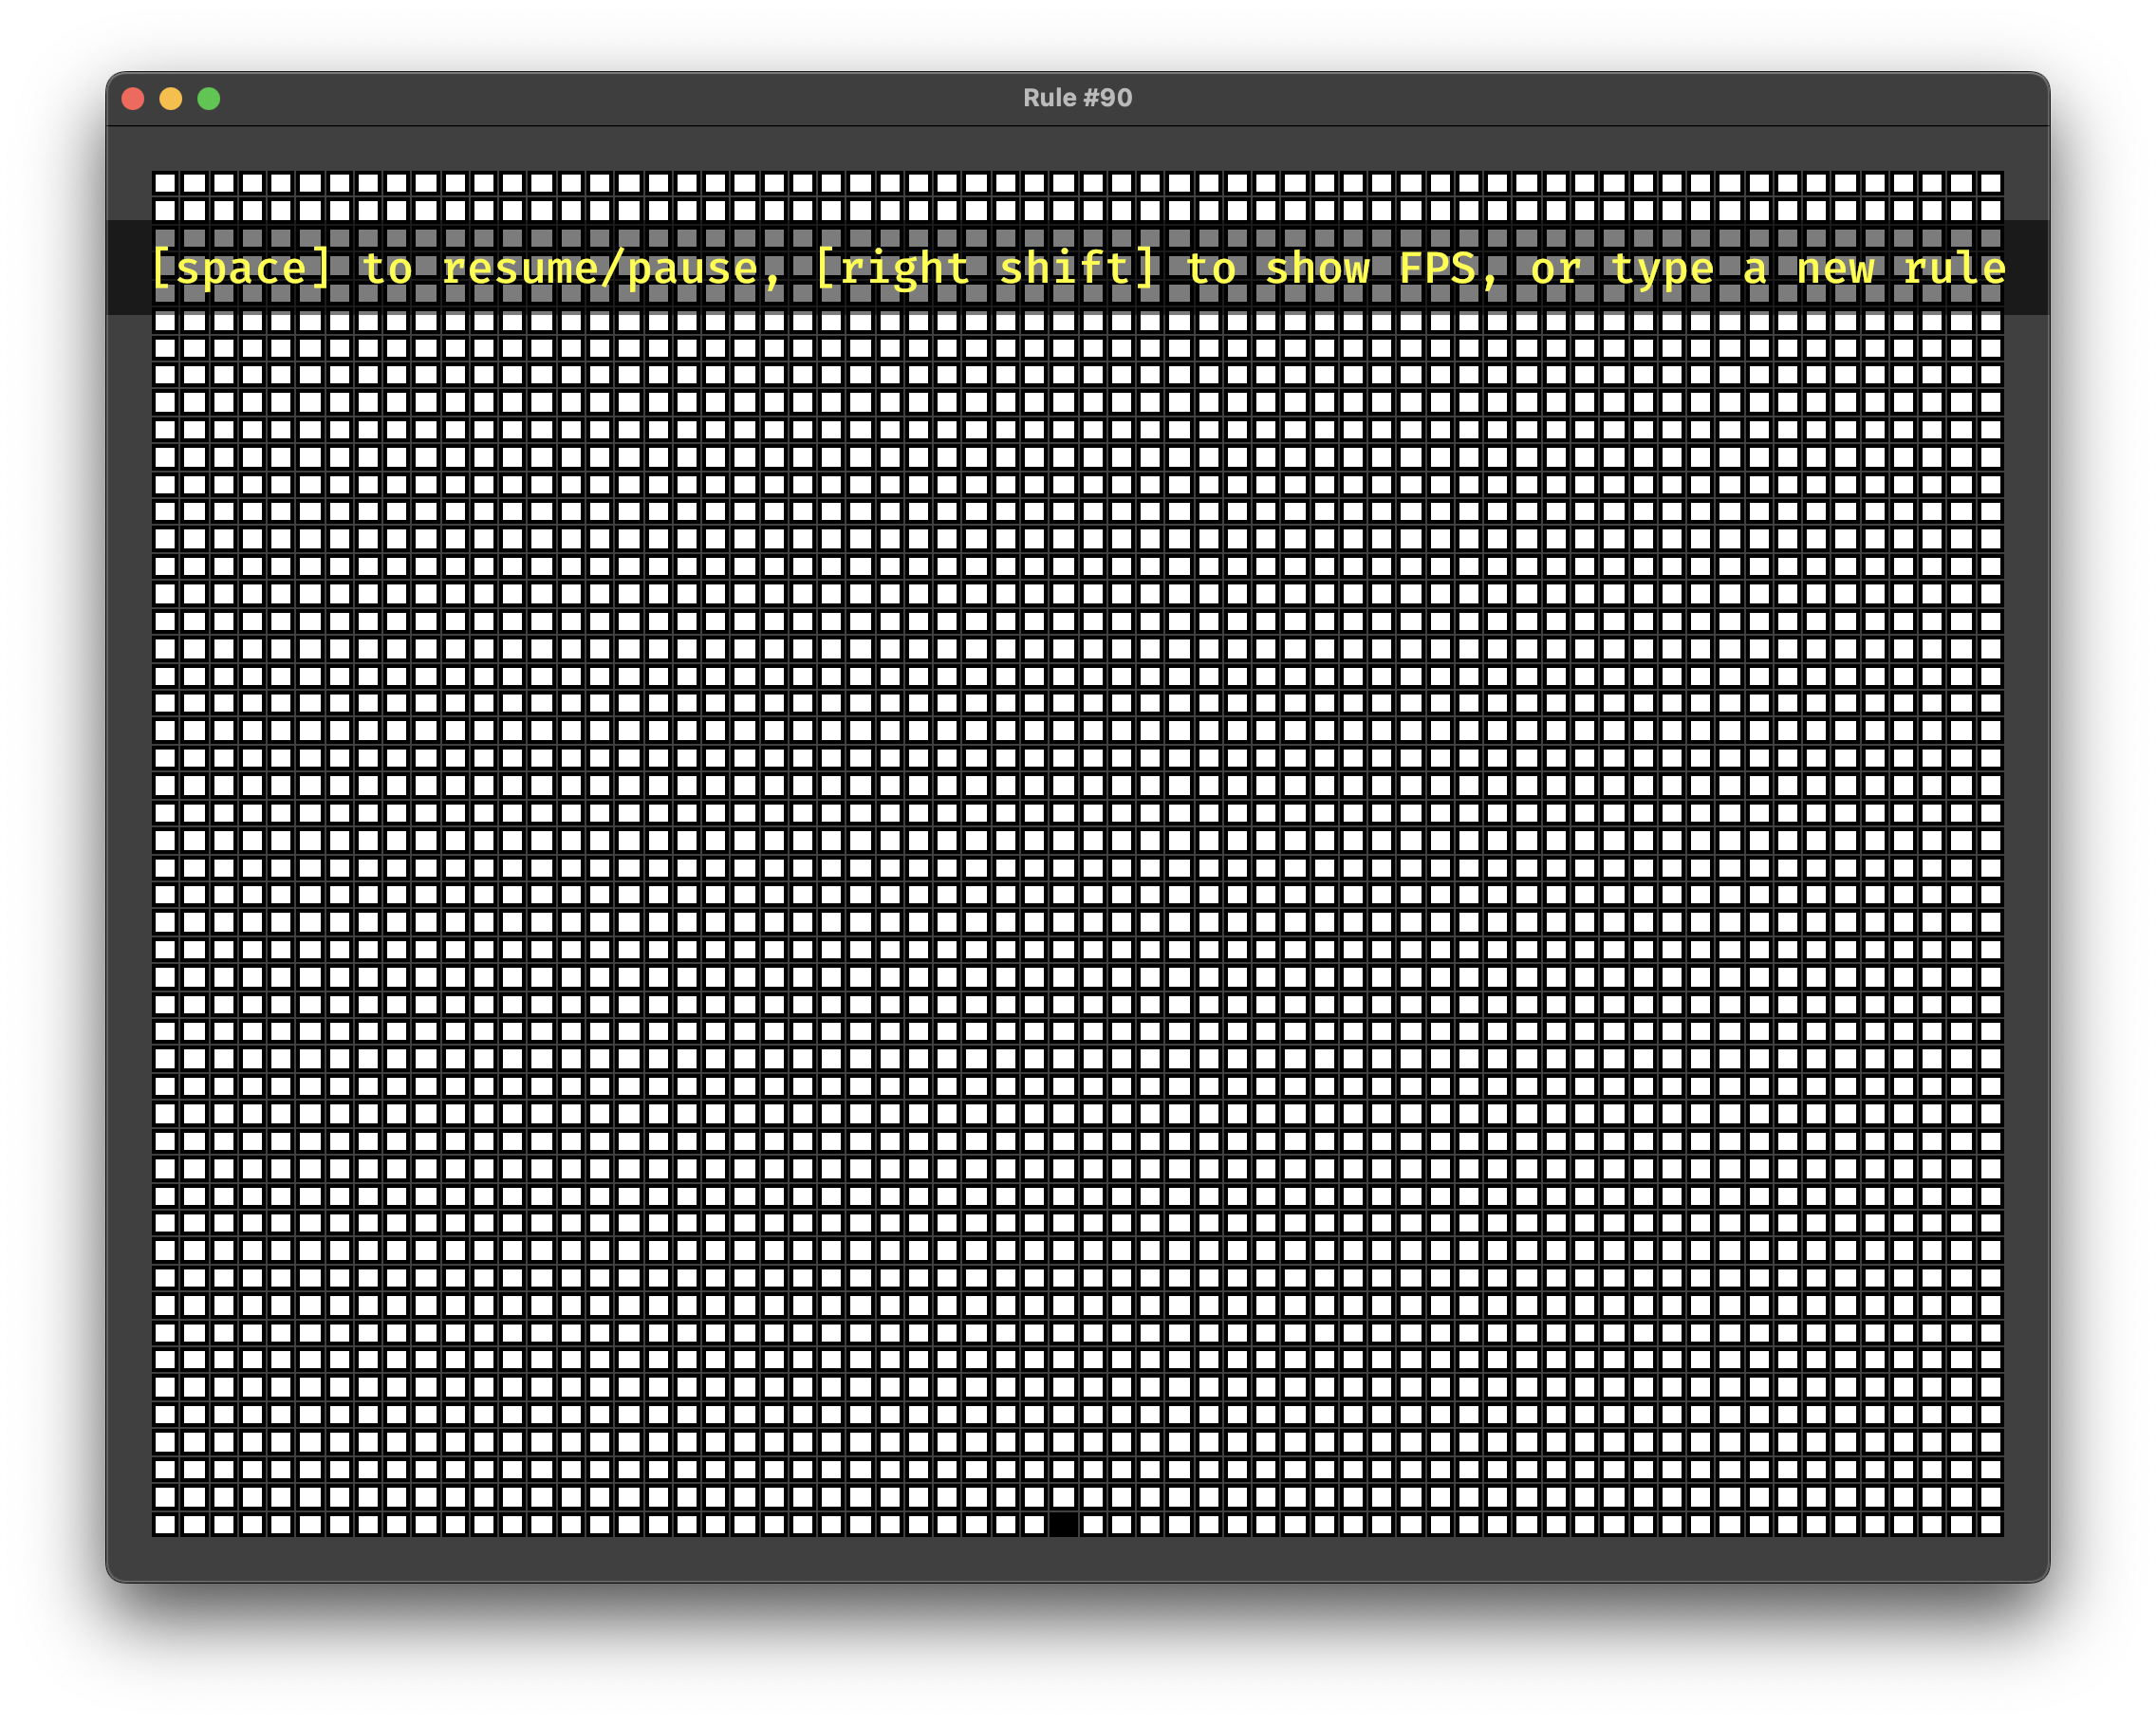 Rule #90
[space] to resume/pause, [right shift] to show FPS, or type a new rule